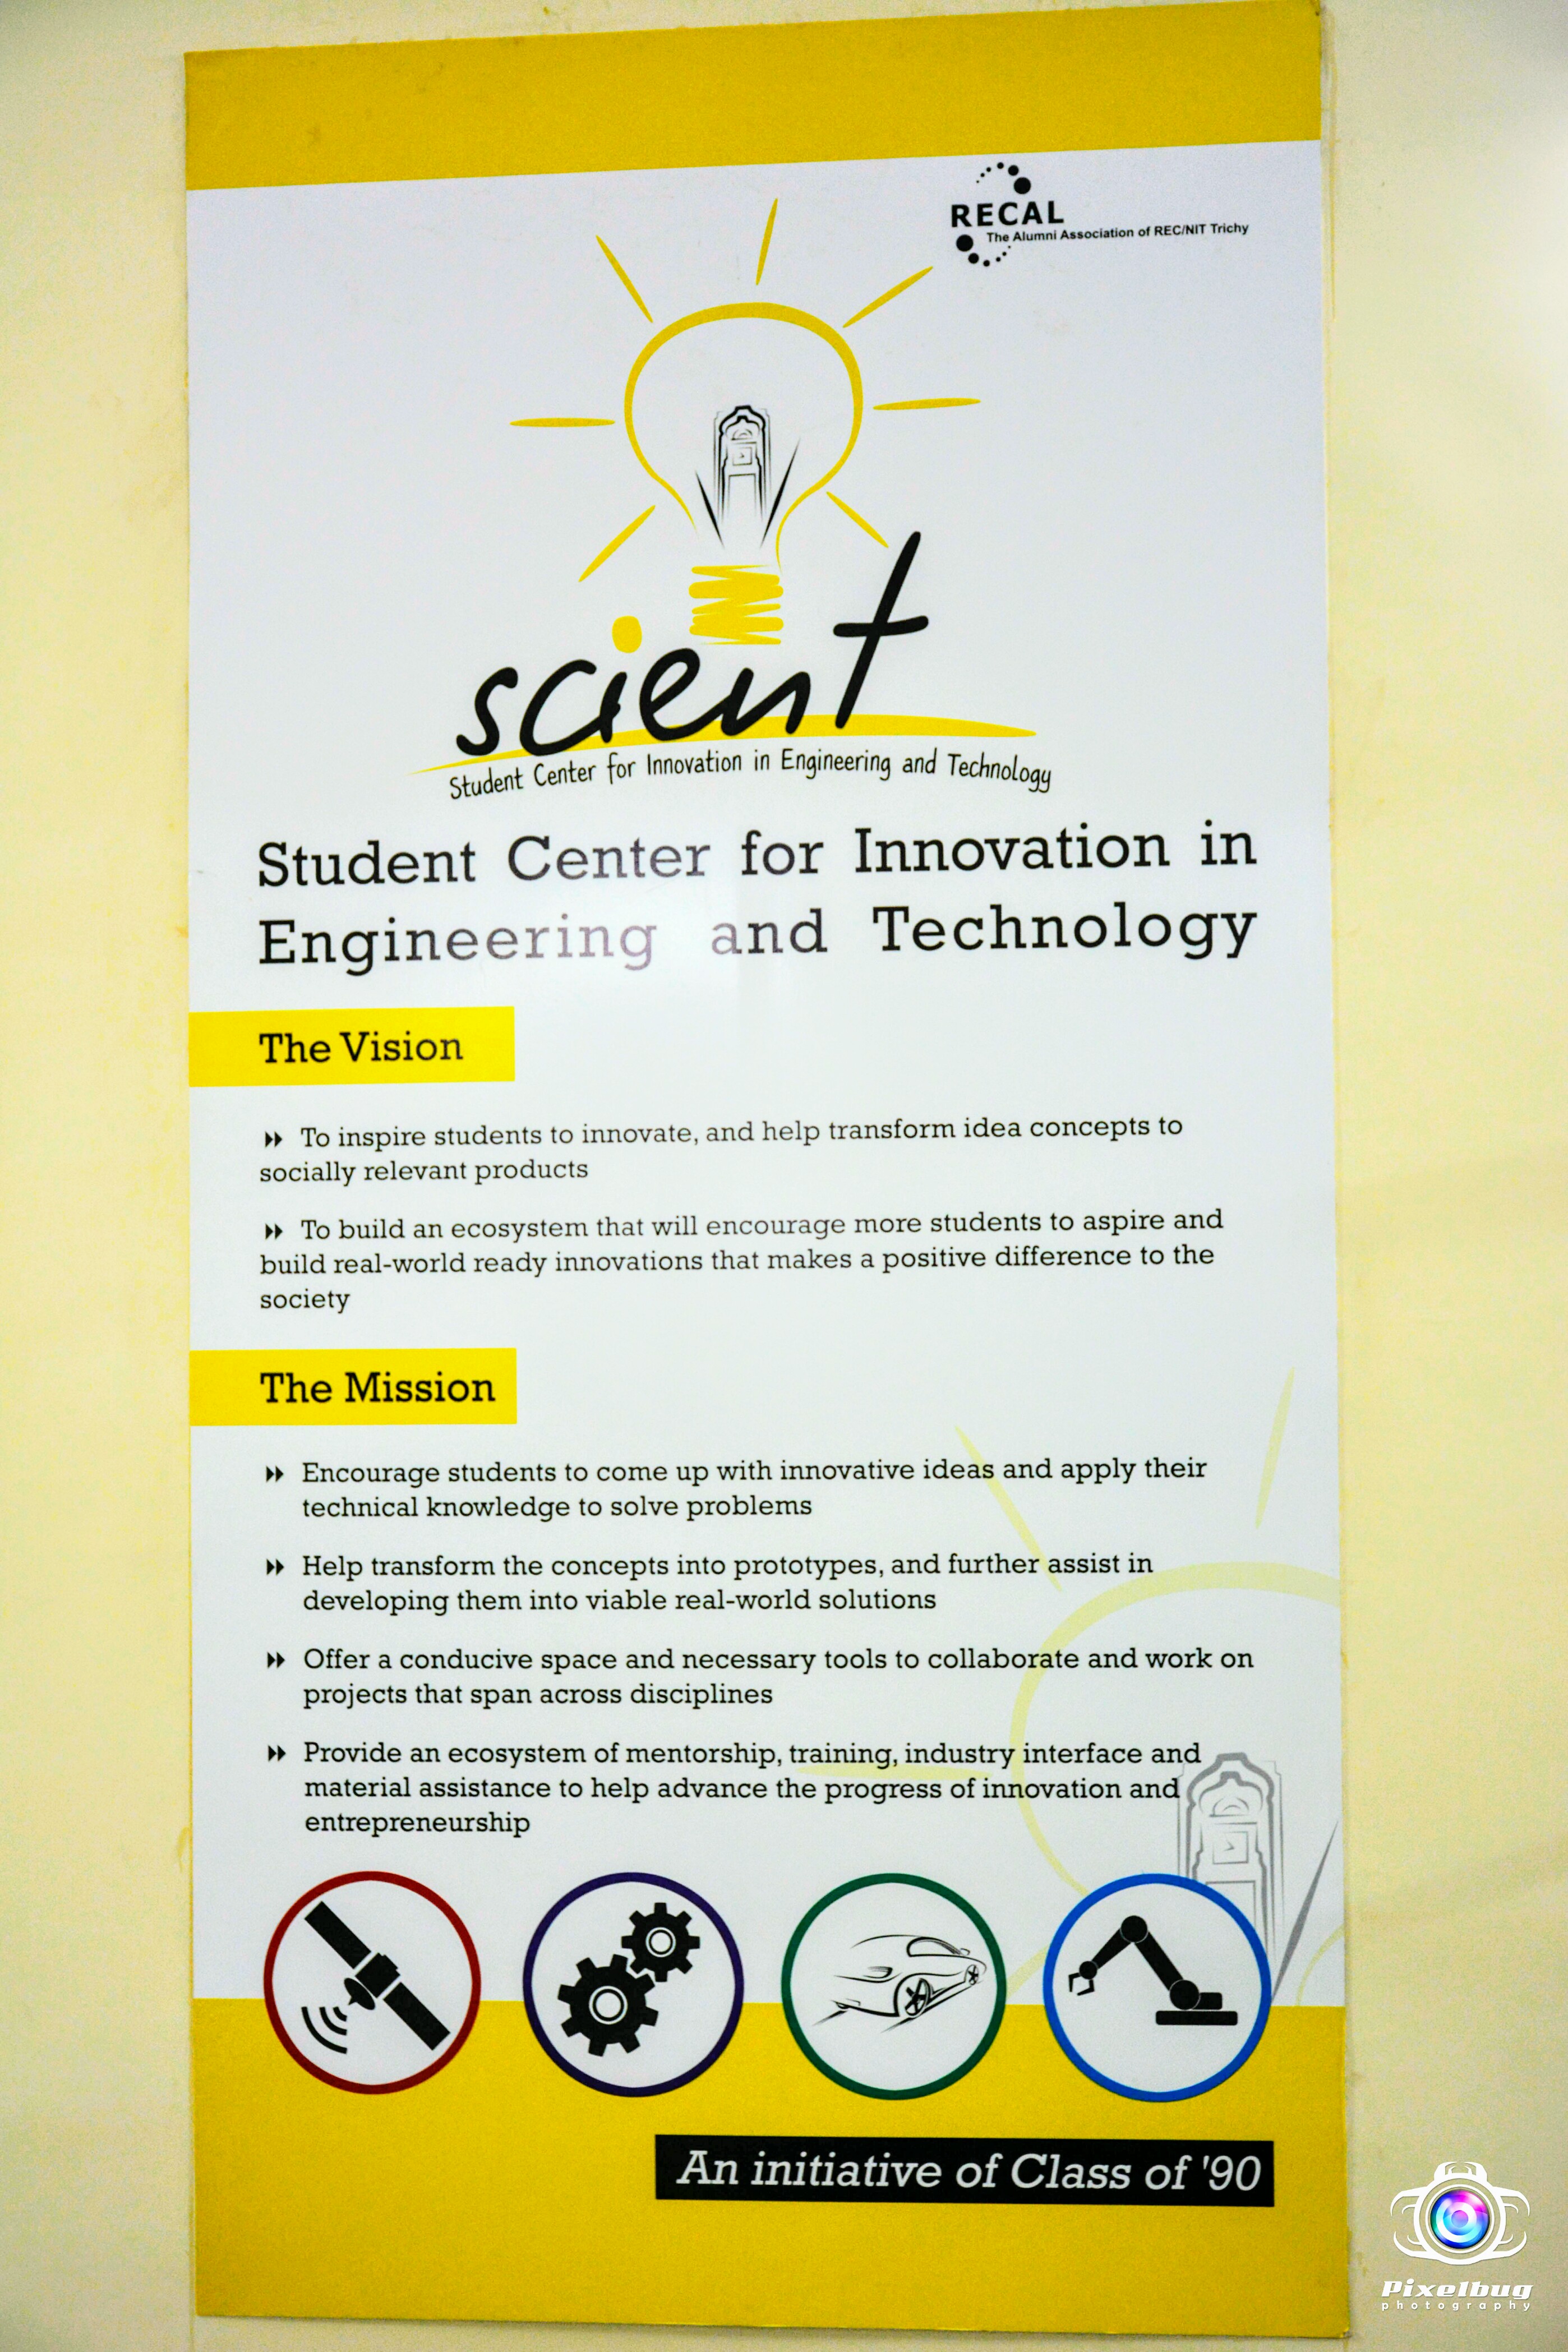 RECAL
The Alumni Association of REC/NIT Trichy
scient
Student Center for Innovation in Engineering and Technology
Student Center for Innovation in
Engineering and Technology
The Vision
To inspire students to innovate, and help transform idea concepts to
socially relevant products
To build an ecosystem that will encourage more students to aspire and
build real-world ready innovations that makes a positive difference to the
society
The Mission
Encourage students to come up with innovative ideas and apply their
technical knowledge to solve problems
Help transform the concepts into prototypes, and further assist in
developing them into viable real-world solutions
Offer a conducive space and necessary tools to collaborate and work on
projects that span across disciplines
Provide an ecosystem of mentorship, training, industry interface and
material assistance to help advance the progress of innovation and
entrepreneurship
An initiative of Class of '90
Pixelbug
photography